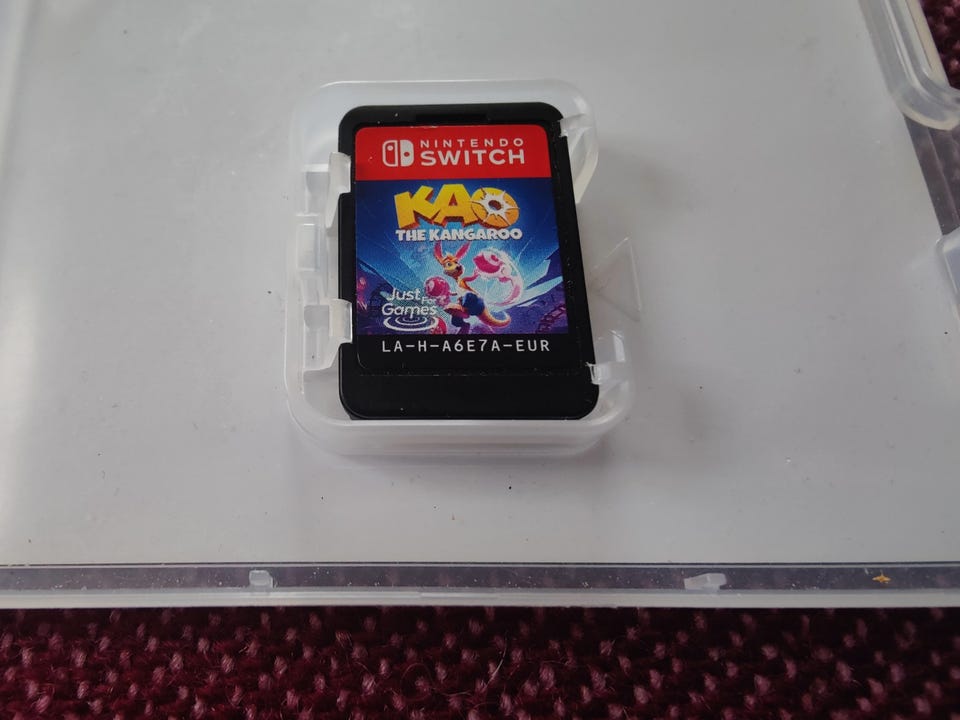 NINTENDO
SWITCH
KAO
THE KANGAROO
Just
For
Games
LA-H-A6E7A-EUR